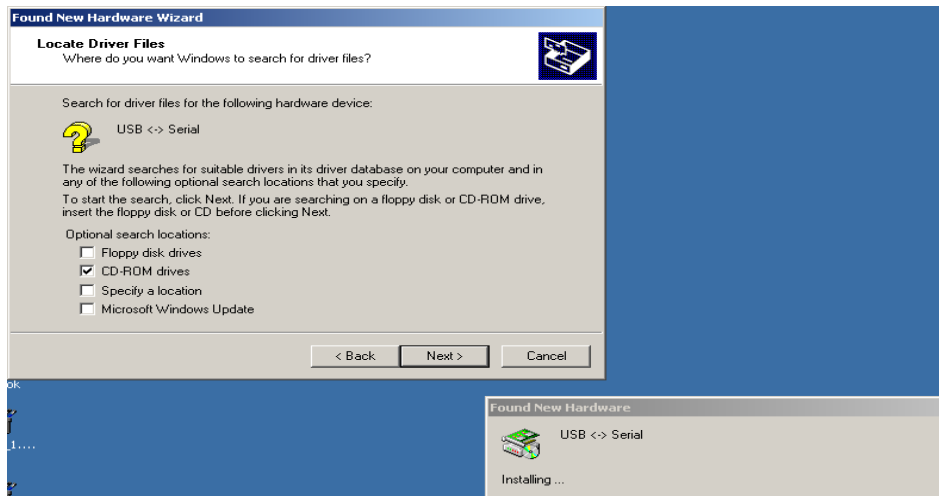 Found New Hardware Wizard
Locate Driver Files
Where do you want Windows to search for driver files?
Search for driver files for the following hardware device:
USB <-> Serial
The wizard searches for suitable drivers in its driver database on your computer and in
any of the following optional search locations that you specify.
To start the search, click Next. If you are searching on a floppy disk or CD-ROM drive,
insert the floppy disk or CD before clicking Next.
Optional search locations:
Floppy disk drives
CD-ROM drives
Specify a location
Microsoft Windows Update
< Back Next > Cancel
ok
_1....
Found New Hardware
USB <-> Serial
Installing ...